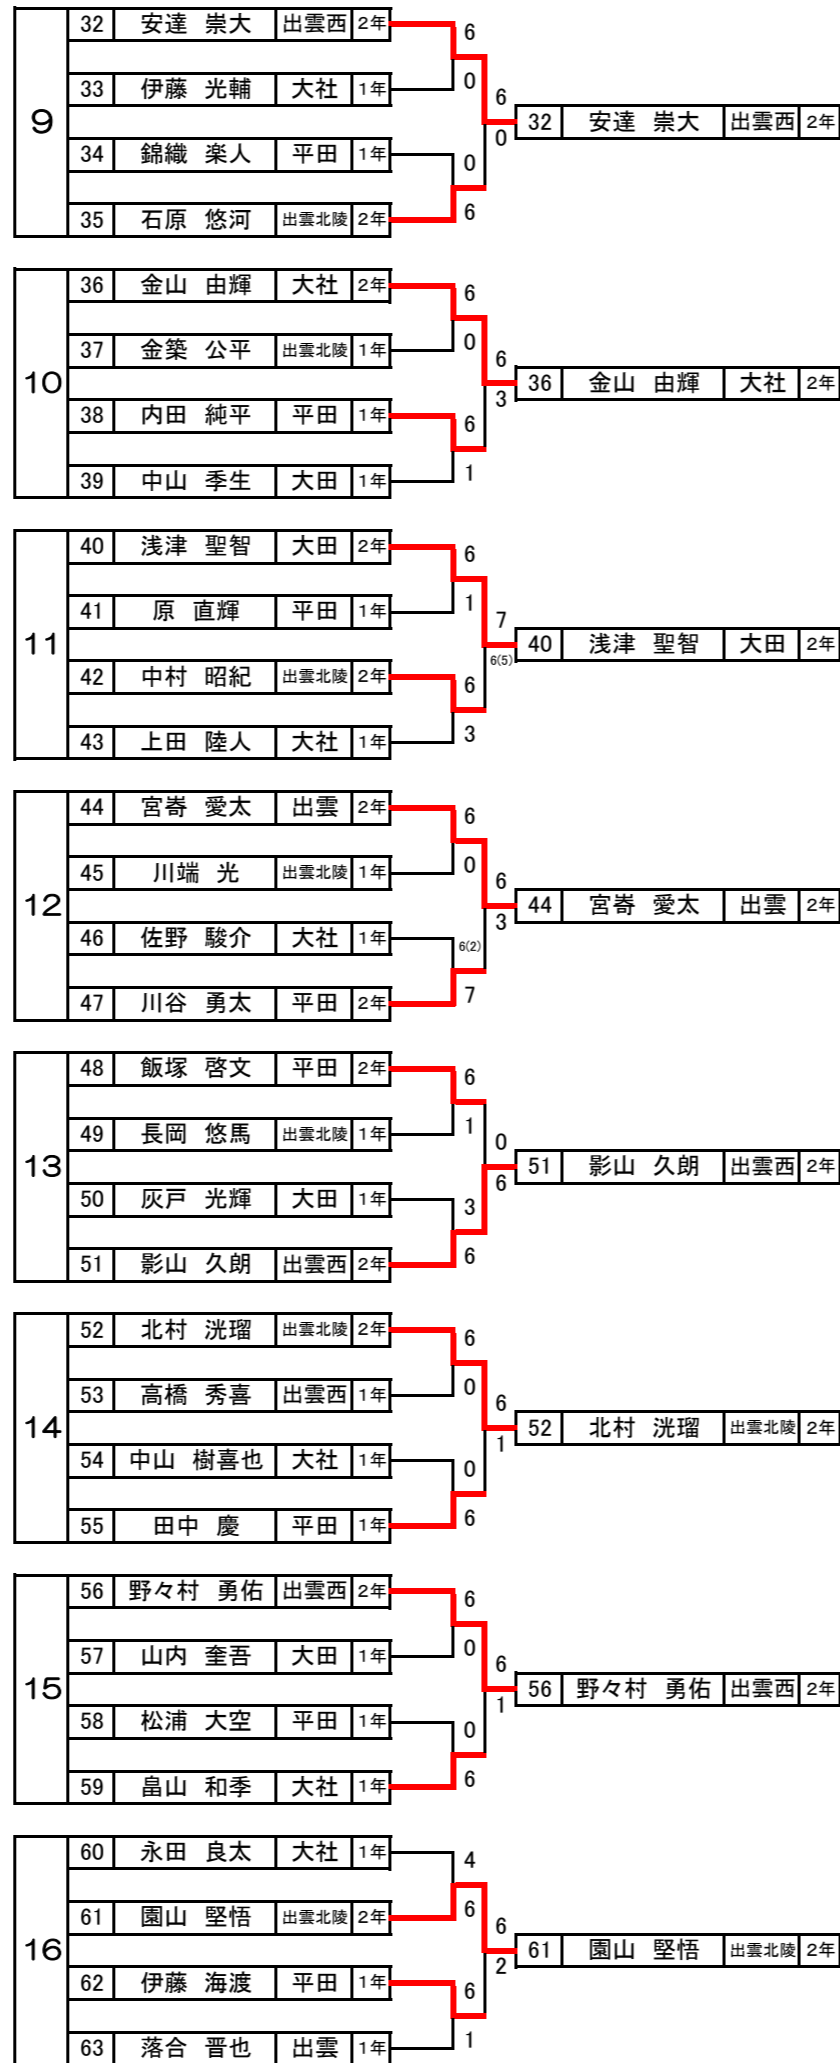 9
32 安達 崇大 出雲西 2年 6
33 伊藤 光輔 大社 1年 0
6
0
32 安達 崇大 出雲西 2年
34 錦織 楽人 平田 1年 0
35 石原 悠河 出雲北陵 2年 6
10
36 金山 由輝 大社 2年 6
37 金築 公平 出雲北陵 1年 0
6
3
36 金山 由輝 大社 2年
38 内田 純平 平田 1年 6
39 中山 季生 大田 1年 1
11
40 浅津 聖智 大田 2年 6
41 原 直輝 平田 1年 1
7
6(5)
40 浅津 聖智 大田 2年
42 中村 昭紀 出雲北陵 2年 6
43 上田 陸人 大社 1年 3
12
44 宮嵜 愛太 出雲 2年 6
45 川端 光 出雲北陵 1年 0
6
3
44 宮嵜 愛太 出雲 2年
46 佐野 駿介 大社 1年 6(2)
47 川谷 勇太 平田 2年 7
13
48 飯塚 啓文 平田 2年 6
49 長岡 悠馬 出雲北陵 1年 1
0
6
51 影山 久朗 出雲西 2年
50 灰戸 光輝 大田 1年 3
51 影山 久朗 出雲西 2年 6
14
52 北村 洸瑠 出雲北陵 2年 6
53 高橋 秀喜 出雲西 1年 0
6
1
52 北村 洸瑠 出雲北陵 2年
54 中山 樹喜也 大社 1年 0
55 田中 慶 平田 1年 6
15
56 野々村 勇佑 出雲西 2年 6
57 山内 奎吾 大田 1年 0
6
1
56 野々村 勇佑 出雲西 2年
58 松浦 大空 平田 1年 0
59 畠山 和季 大社 1年 6
16
60 永田 良太 大社 1年 4
61 園山 堅悟 出雲北陵 2年 6
6
2
61 園山 堅悟 出雲北陵 2年
62 伊藤 海渡 平田 1年 6
63 落合 晋也 出雲 1年 1